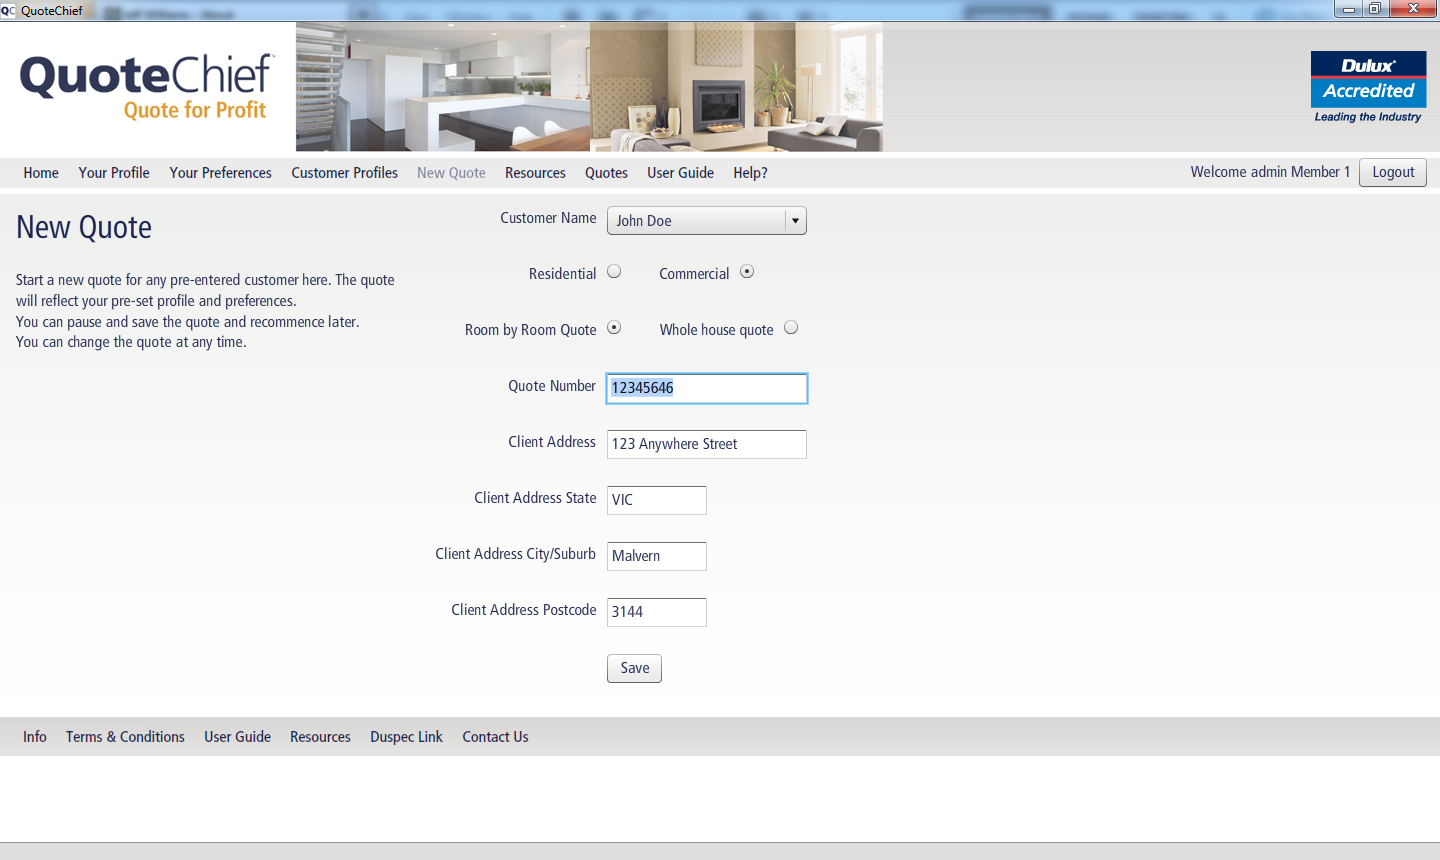 QC QuoteChief
QuoteChief™
Quote for Profit
Dulux
Accredited
Leading the Industry
Home Your Profile Your Preferences Customer Profiles New Quote Resources Quotes User Guide Help? Welcome admin Member 1 Logout
New Quote
Start a new quote for any pre-entered customer here. The quote
will reflect your pre-set profile and preferences.
You can pause and save the quote and recommence later.
You can change the quote at any time.
Customer Name John Doe
Residential Commercial
Room by Room Quote Whole house quote
Quote Number 12345646
Client Address 123 Anywhere Street
Client Address State VIC
Client Address City/Suburb Malvern
Client Address Postcode 3144
Save
Info Terms & Conditions User Guide Resources Duspec Link Contact Us